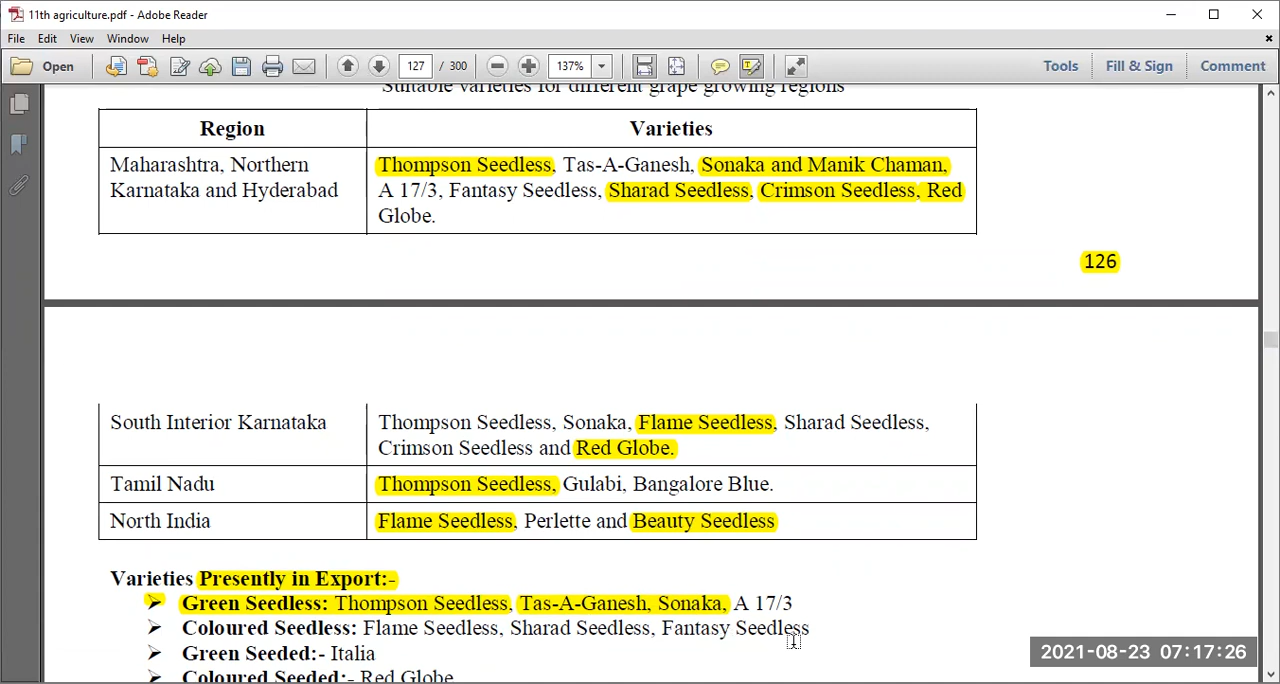 11th agriculture.pdf - Adobe Reader
File Edit View Window Help
Open 127 / 300 137% Tools Fill & Sign Comment
Suitable varieties for different grape growing regions
Region Varieties
Maharashtra, Northern Karnataka and Hyderabad
Thompson Seedless, Tas-A-Ganesh, Sonaka and Manik Chaman,
A 17/3, Fantasy Seedless, Sharad Seedless, Crimson Seedless, Red
Globe.
126
South Interior Karnataka
Thompson Seedless, Sonaka, Flame Seedless, Sharad Seedless,
Crimson Seedless and Red Globe.
Tamil Nadu Thompson Seedless, Gulabi, Bangalore Blue.
North India Flame Seedless, Perlette and Beauty Seedless
Varieties Presently in Export:-
➢ Green Seedless: Thompson Seedless, Tas-A-Ganesh, Sonaka, A 17/3
➢ Coloured Seedless: Flame Seedless, Sharad Seedless, Fantasy Seedless
➢ Green Seeded:- Italia
➢ Coloured Seeded:- Red Globe
2021-08-23 07:17:26